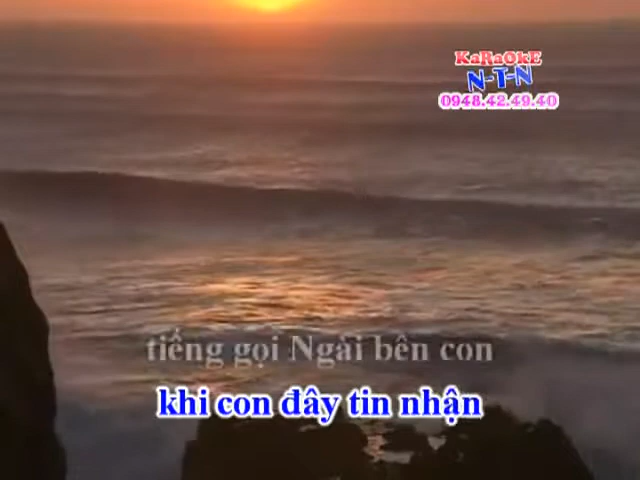 KaRaOkE
N-T-N
0948.42.49.40
tiếng gọi Ngài bên con
khi con đây tin nhận